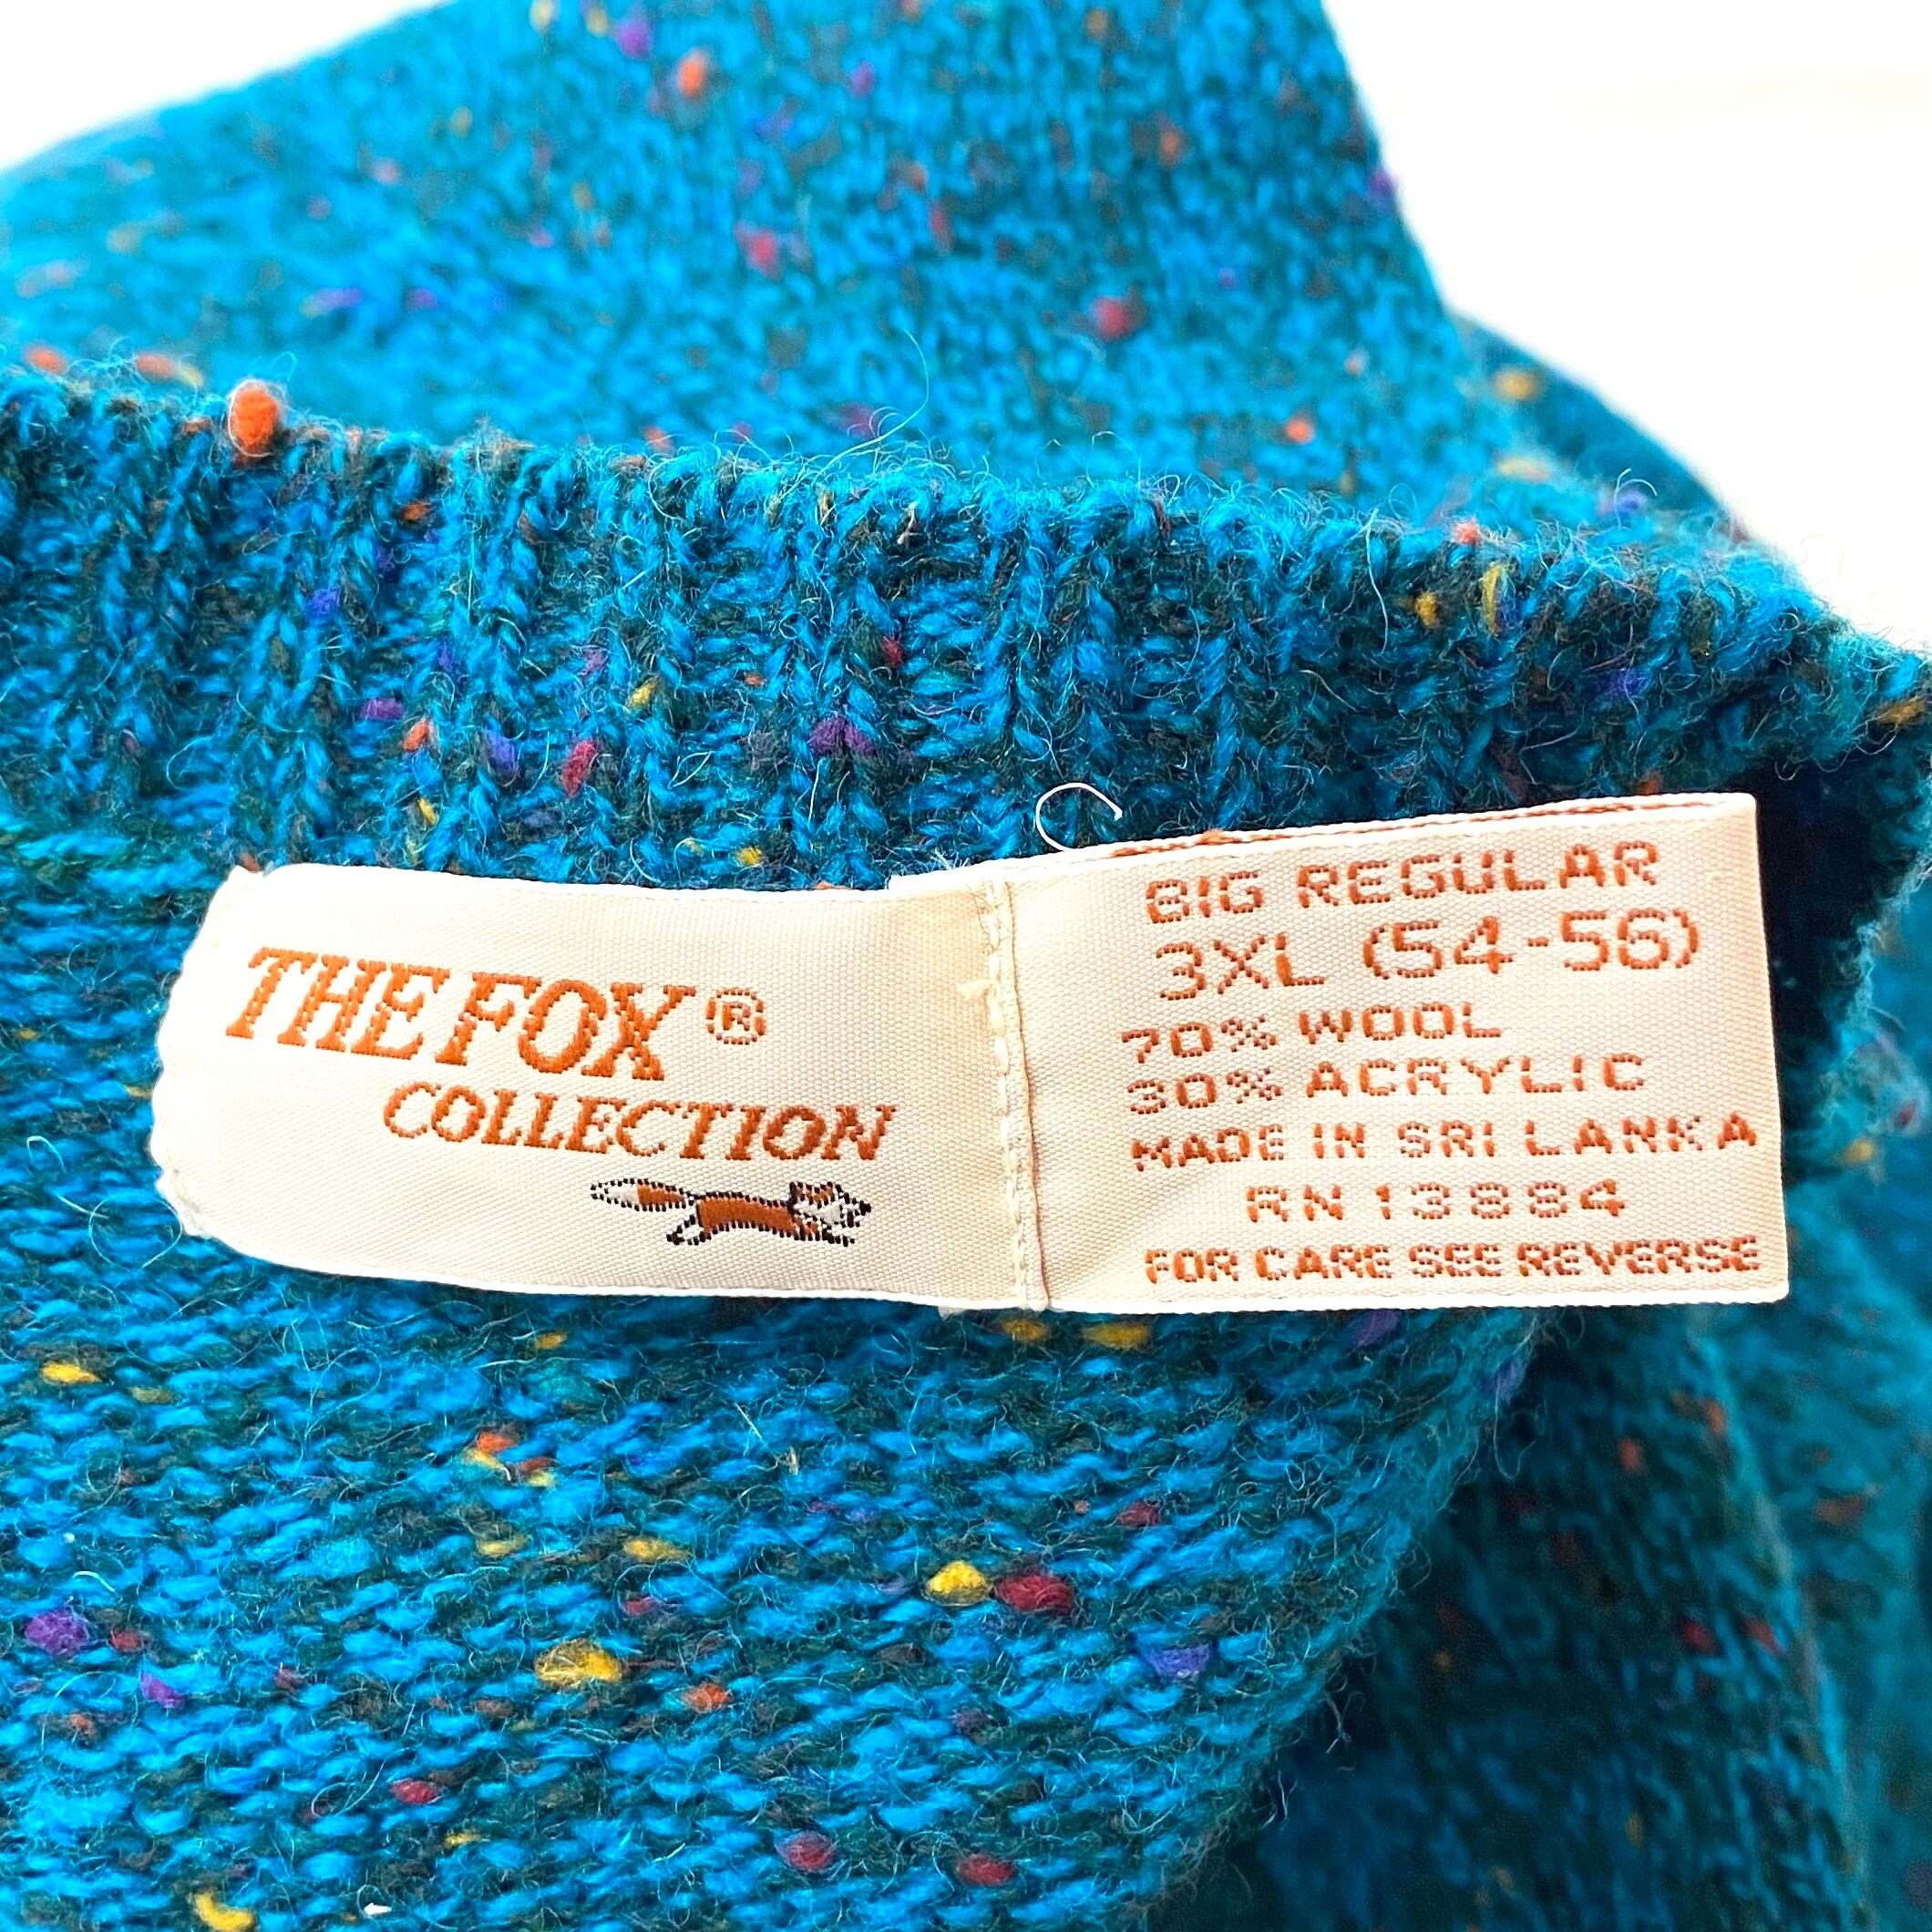 THE FOX®
COLLECTION
BIG REGULAR
3XL (54-56)
70% WOOL
30% ACRYLIC
MADE IN SRI LANKA
RN 13884
FOR CARE SEE REVERSE